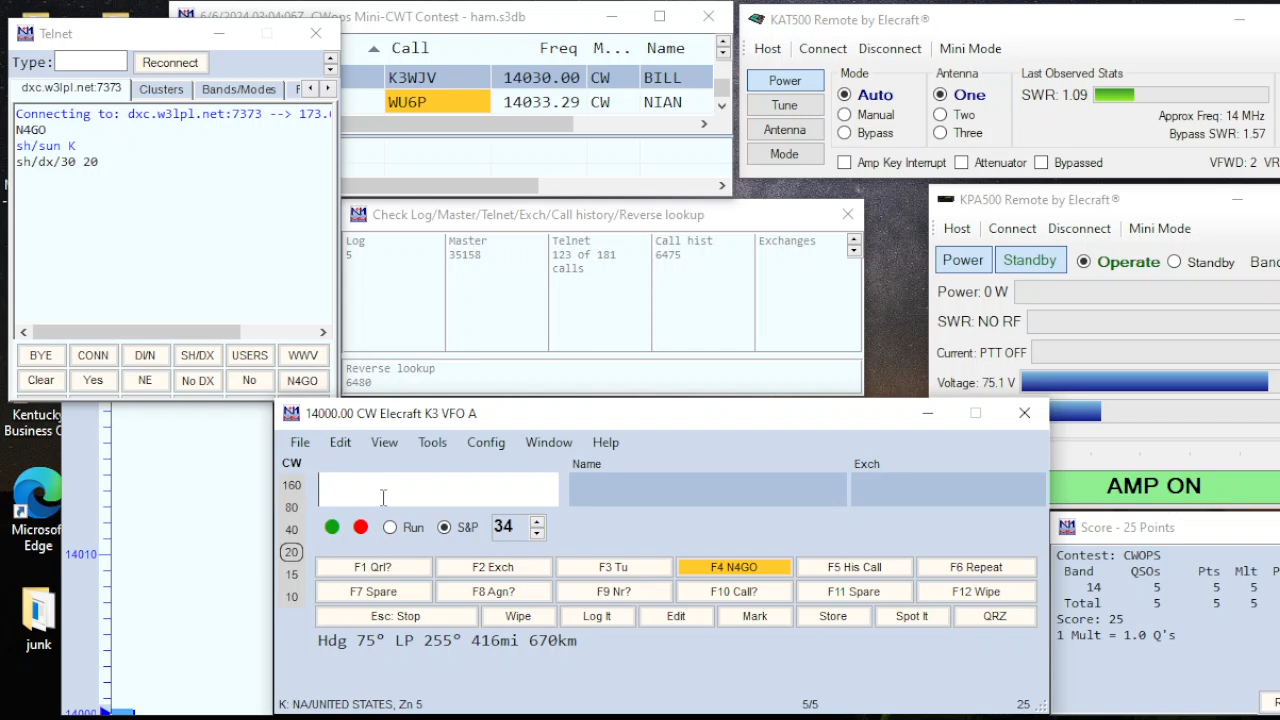 6/6/2024 03:04:06Z CWops Mini-CWT Contest - ham.s3db
Call Freq M... Name
K3WJV 14030.00 CW BILL
WU6P 14033.29 CW NIAN
Telnet
Type: Reconnect
dxc.w3lpl.net:7373 Clusters Bands/Modes F
Connecting to: dxc.w3lpl.net:7373 --> 173.
N4GO
sh/sun K
sh/dx/30 20
BYE CONN DI/N SH/DX USERS WWV
Clear Yes NE No DX No N4GO
KAT500 Remote by Elecraft®
Host Connect Disconnect Mini Mode
Power
Tune
Antenna
Mode
Mode
Auto
Manual
Bypass
Antenna
One
Two
Three
Last Observed Stats
SWR: 1.09
Approx Freq: 14 MHz
Bypass SWR: 1.57
Amp Key Interrupt Attenuator Bypassed VFWD: 2 VR
Check Log/Master/Telnet/Exch/Call history/Reverse lookup
Log Master Telnet Call hist Exchanges
5 35158 123 of 181 6475
calls
Reverse lookup
6480
KPA500 Remote by Elecraft®
Host Connect Disconnect Mini Mode
Power Standby Operate Standby Ban
Power: 0 W
SWR: NO RF
Current: PTT OFF
Voltage: 75.1 V
AMP ON
Kentucky
Business C
Microsof
Edge
junk
14010
14000
14000.00 CW Elecraft K3 VFO A
File Edit View Tools Config Window Help
CW Name Exch
160
80
40
20
15
10
Run S&P 34
F1 Qrl? F2 Exch F3 Tu F4 N4GO F5 His Call F6 Repeat
F7 Spare F8 Agn? F9 Nr? F10 Call? F11 Spare F12 Wipe
Esc: Stop Wipe Log It Edit Mark Store Spot It QRZ
Hdg 75° LP 255° 416mi 670km
K: NA/UNITED STATES, Zn 5 5/5 25
Score - 25 Points
Contest: CWOPS
Band QSOs Pts Mlt P
14 5 5 5
Total 5 5 5
Score: 25
1 Mult = 1.0 Q's